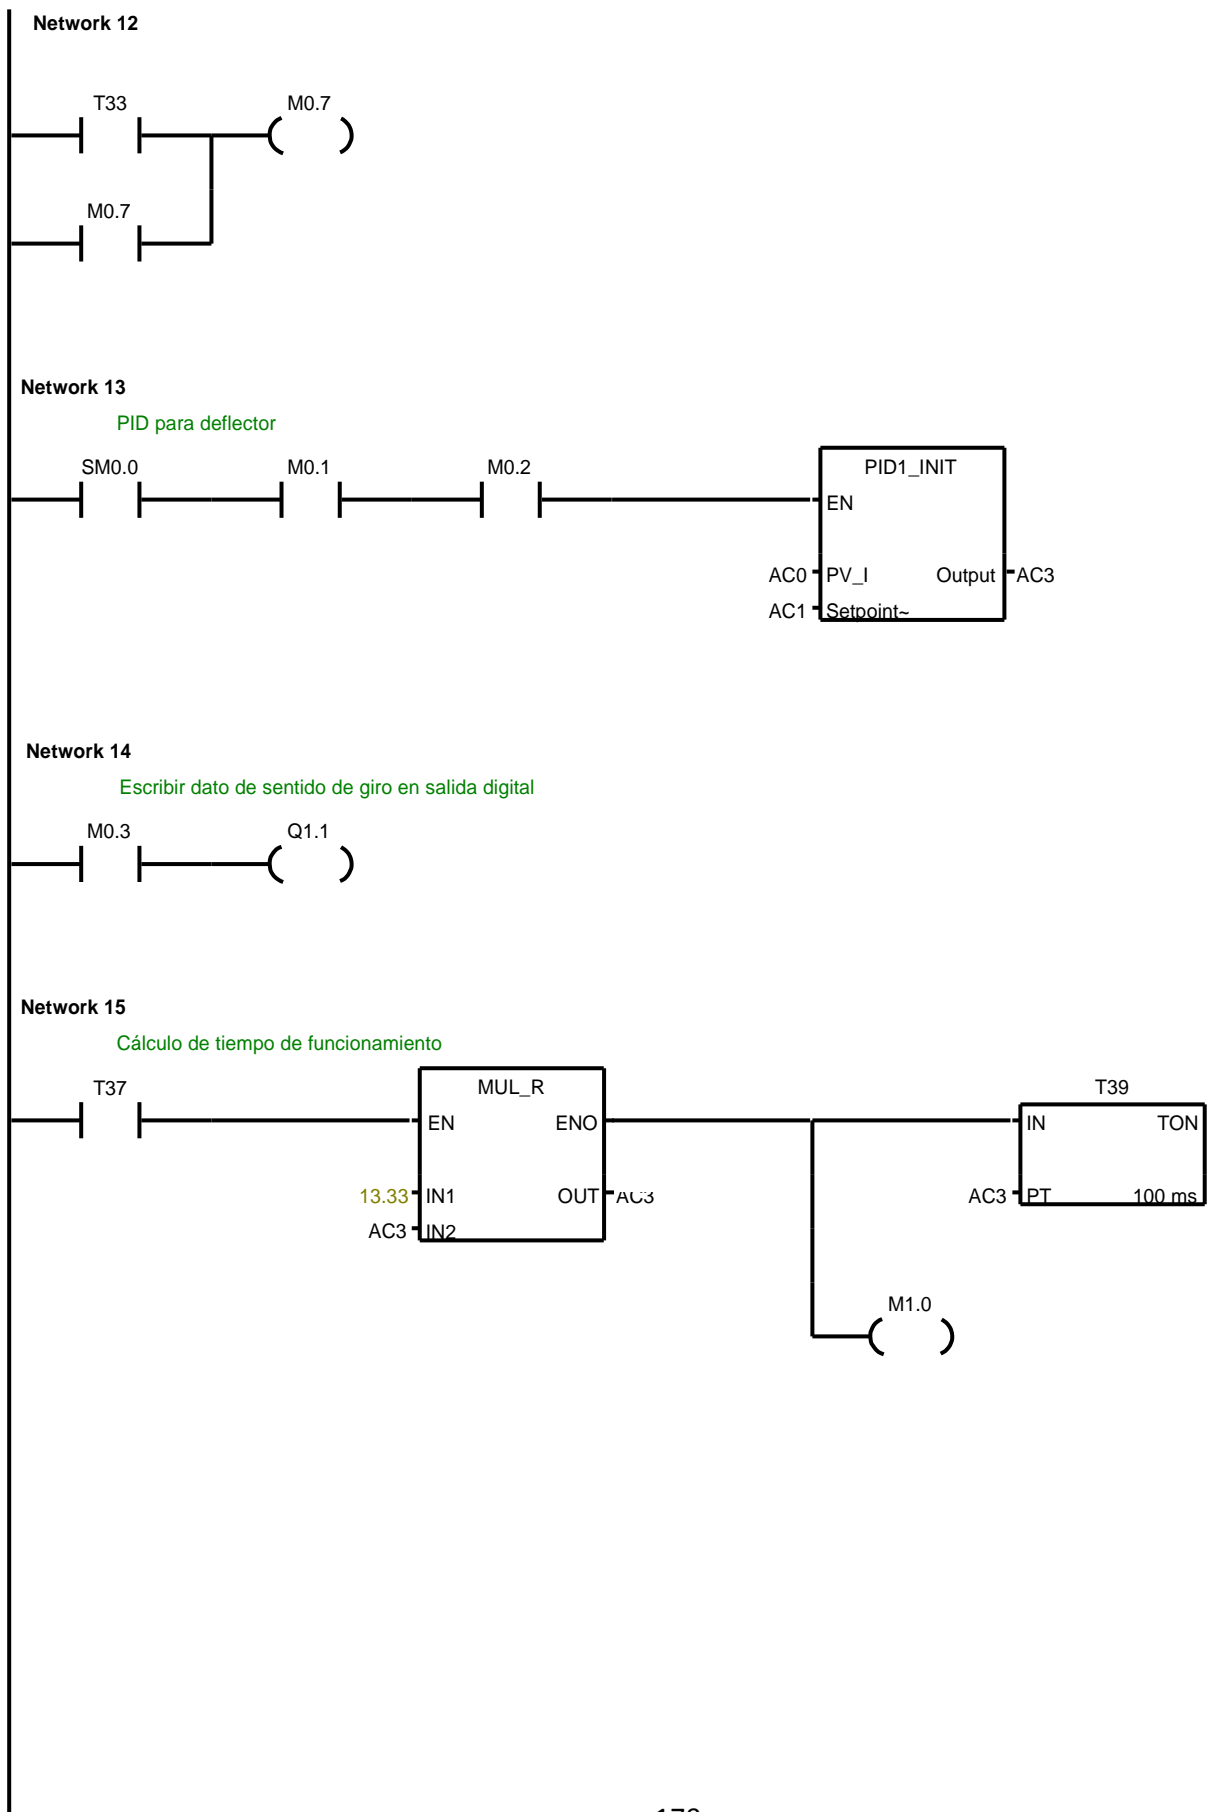 Network 12
T33 M0.7
M0.7
Network 13
PID para deflector
SM0.0 M0.1 M0.2 PID1_INIT
EN
AC0 PV_I Output AC3
AC1 Setpoint~
Network 14
Escribir dato de sentido de giro en salida digital
M0.3 Q1.1
Network 15
Cálculo de tiempo de funcionamiento
T37 MUL_R T39
EN ENO IN TON
13.33 IN1 OUT AC3 AC3 PT 100 ms
AC3 IN2
M1.0